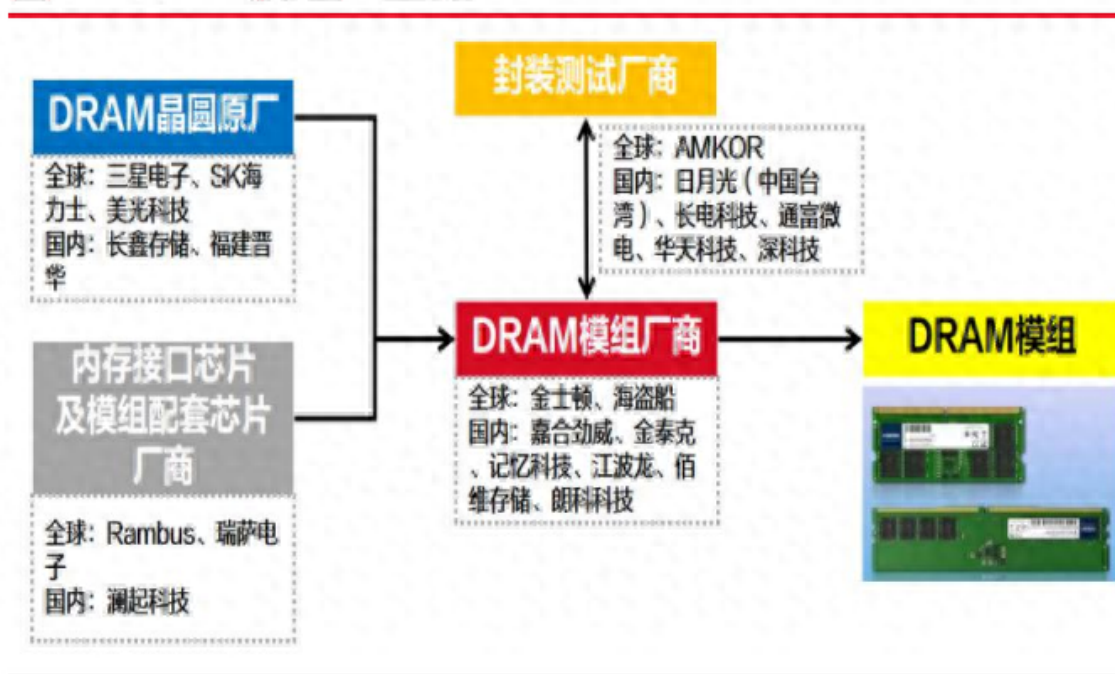 DRAM晶圆原厂
全球：三星电子、SK海
力士、美光科技
国内：长鑫存储、福建晋
华
内存接口芯片
及模组配套芯片
厂商
全球：Rambus、瑞萨电
子
国内：澜起科技
封装测试厂商
全球：AMKOR
国内：日月光（中国台
湾）、长电科技、通富微
电、华天科技、深科技
DRAM模组厂商
全球：金士顿、海盗船
国内：嘉合劲威、金泰克
、记忆科技、江波龙、佰
维存储、朗科科技
DRAM模组